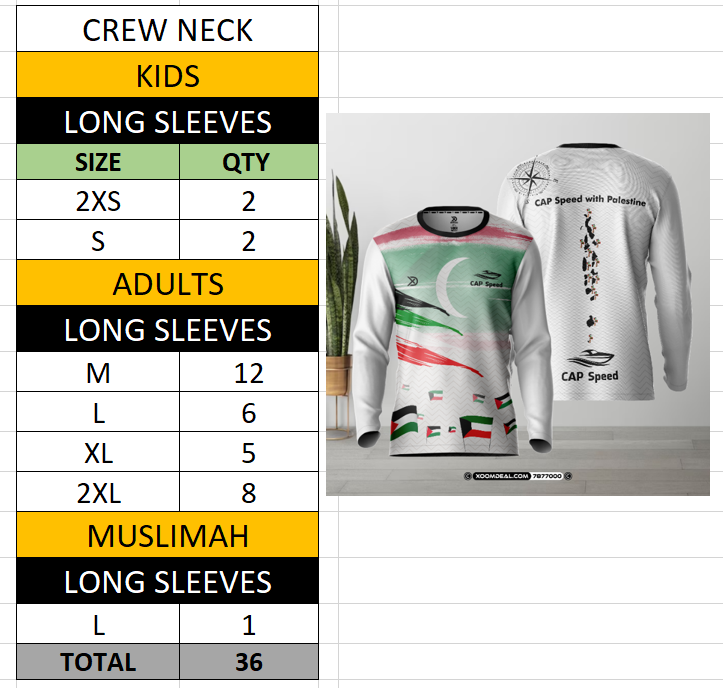 CREW NECK
KIDS
LONG SLEEVES
SIZE QTY
2XS 2
S 2
ADULTS
LONG SLEEVES
M 12
L 6
XL 5
2XL 8
MUSLIMAH
LONG SLEEVES
L 1
TOTAL 36
CAP Speed with Palestine
CAP Speed
CAP Speed
XOOMDEAL.COM 7877000